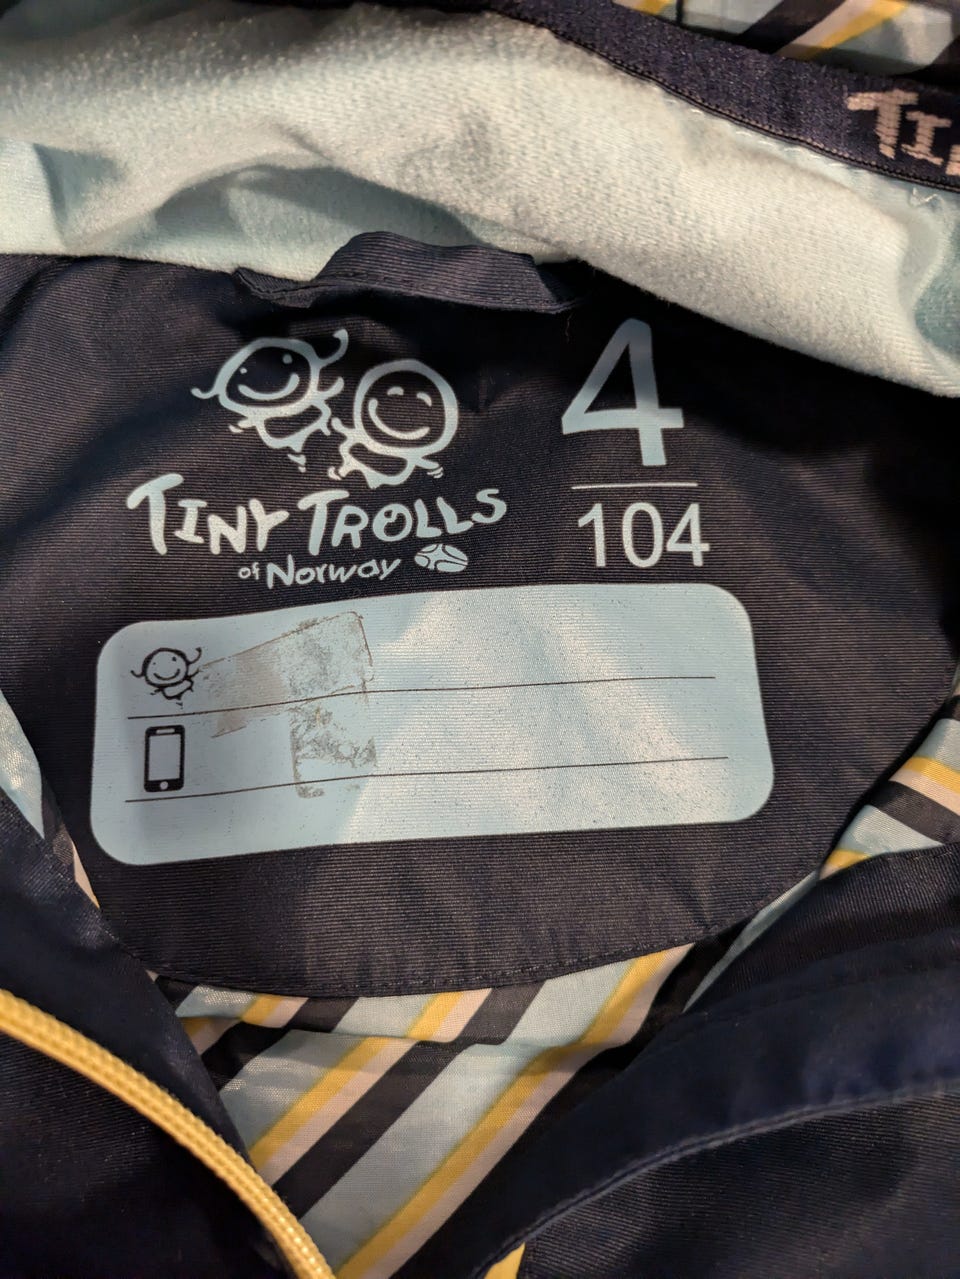 4
TINY TROLLS
of Norway
104